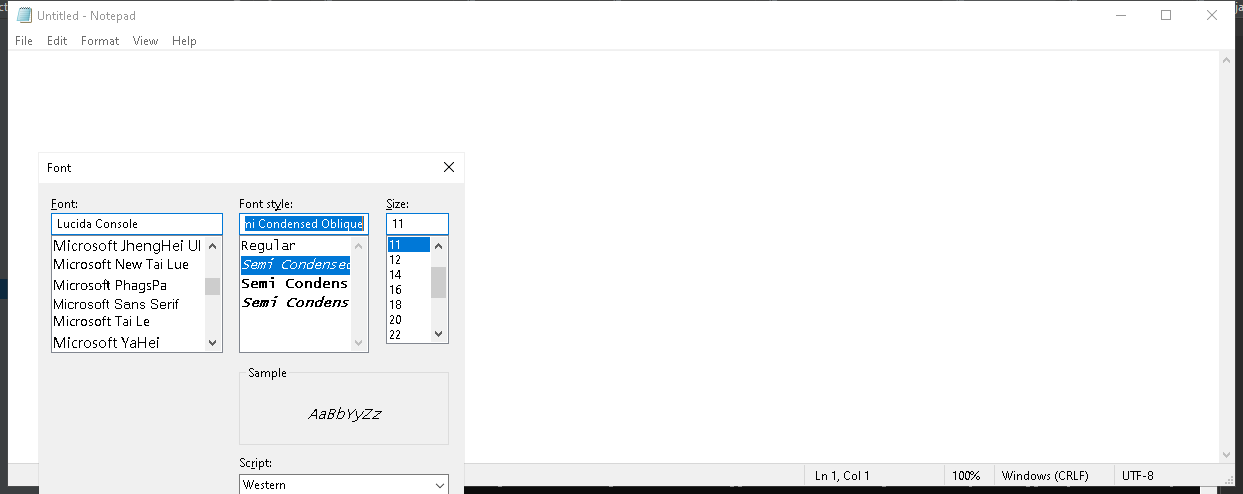 Untitled - Notepad
File Edit Format View Help
Font
Font: Font style: Size:
Lucida Console ni Condensed Oblique 11
Microsoft JhengHei UI Regular 11
Microsoft New Tai Lue Semi Condensed 12
Microsoft PhagsPa Semi Condens 14
Microsoft Sans Serif Semi Condens 16
Microsoft Tai Le 18
Microsoft YaHei 20
22
Sample
AaBbYyZz
Script:
Western
Ln 1, Col 1 100% Windows (CRLF) UTF-8